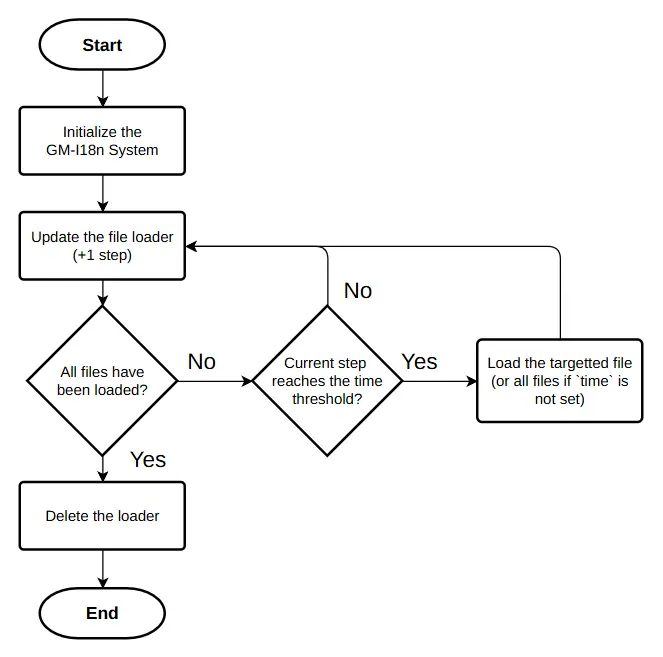 Start
Initialize the
GM-I18n System
Update the file loader
(+1 step)
No
All files have
been loaded?
No
Current step
reaches the time
threshold?
Yes
Load the targetted file
(or all files if `time` is
not set)
Yes
Delete the loader
End